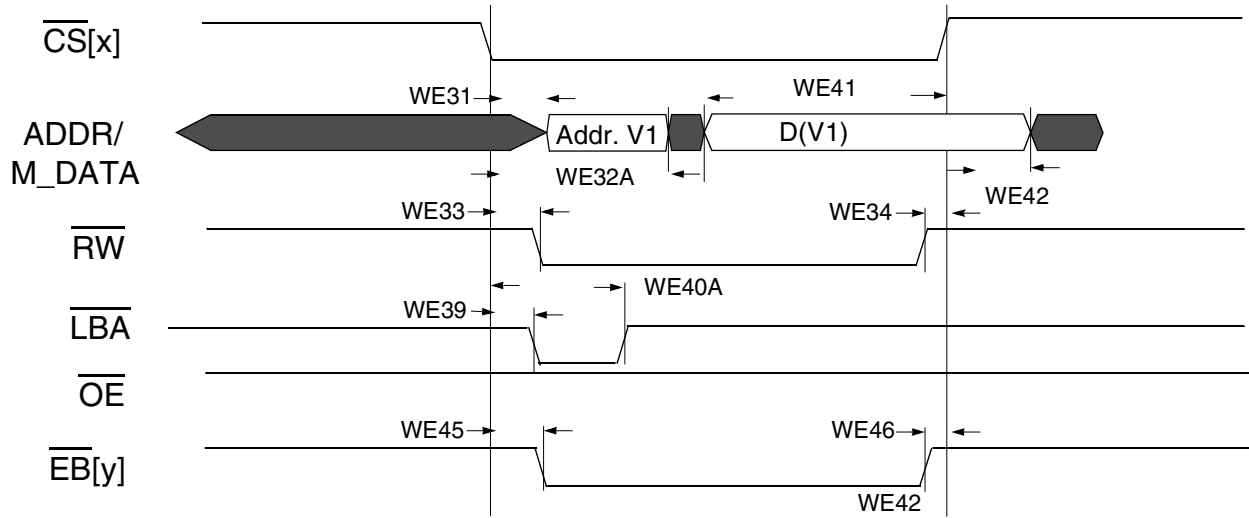 CS[x]
WE31
WE41
ADDR/
M_DATA
Addr. V1
D(V1)
WE32A
WE42
WE33
WE34
RW
WE40A
WE39
LBA
OE
WE45
WE46
EB[y]
WE42